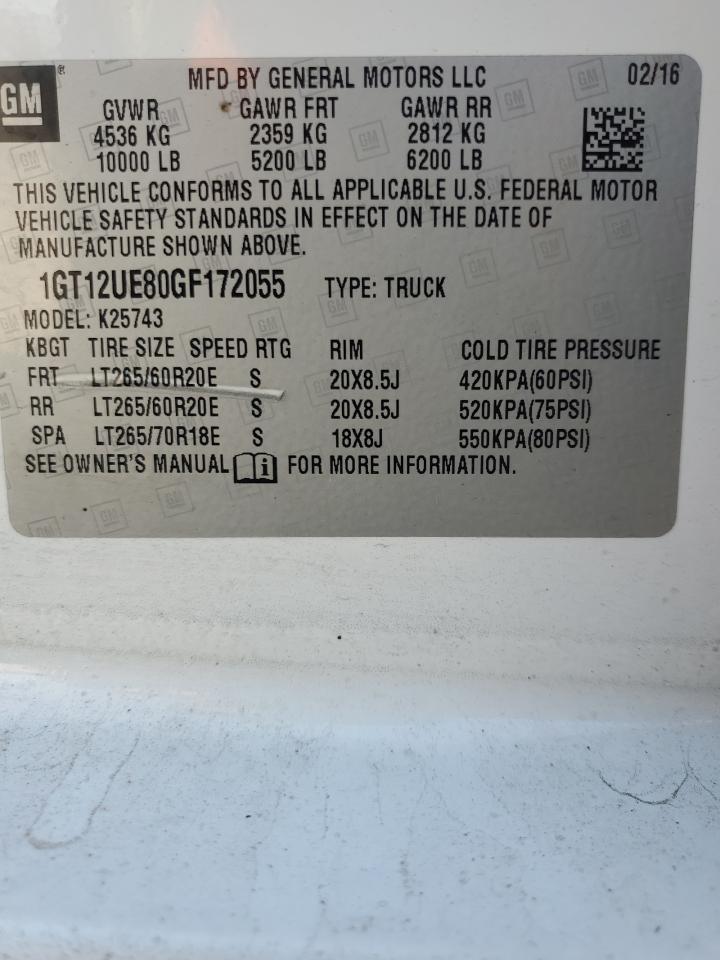 GM®
MFD BY GENERAL MOTORS LLC 02/16
GVWR GAWR FRT GAWR RR
4536 KG 2359 KG 2812 KG
10000 LB 5200 LB 6200 LB
THIS VEHICLE CONFORMS TO ALL APPLICABLE U.S. FEDERAL MOTOR
VEHICLE SAFETY STANDARDS IN EFFECT ON THE DATE OF
MANUFACTURE SHOWN ABOVE.
1GT12UE80GF172055 TYPE: TRUCK
MODEL: K25743
KBGT TIRE SIZE SPEED RTG RIM COLD TIRE PRESSURE
FRT LT265/60R20E S 20X8.5J 420KPA(60PSI)
RR LT265/60R20E S 20X8.5J 520KPA(75PSI)
SPA LT265/70R18E S 18X8J 550KPA(80PSI)
SEE OWNER'S MANUAL i FOR MORE INFORMATION.